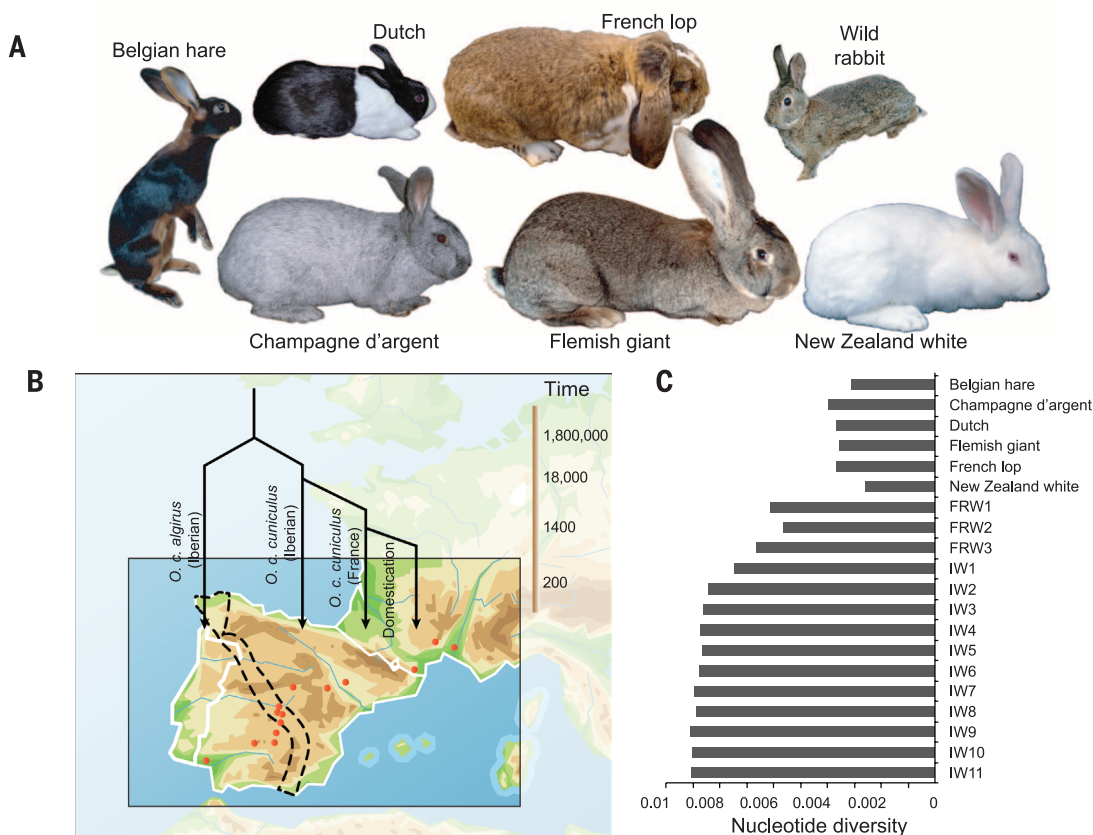 A
Belgian hare
Dutch
French lop
Wild
rabbit
Champagne d’argent
Flemish giant
New Zealand white
B
Time
1,800,000
18,000
1400
200
O. c. algirus
(Iberian)
O. c. cuniculus
(Iberian)
O. c. cuniculus
(France)
Domestication
C
Belgian hare
Champagne d’argent
Dutch
Flemish giant
French lop
New Zealand white
FRW1
FRW2
FRW3
IW1
IW2
IW3
IW4
IW5
IW6
IW7
IW8
IW9
IW10
IW11
0.01 0.008 0.006 0.004 0.002 0
Nucleotide diversity